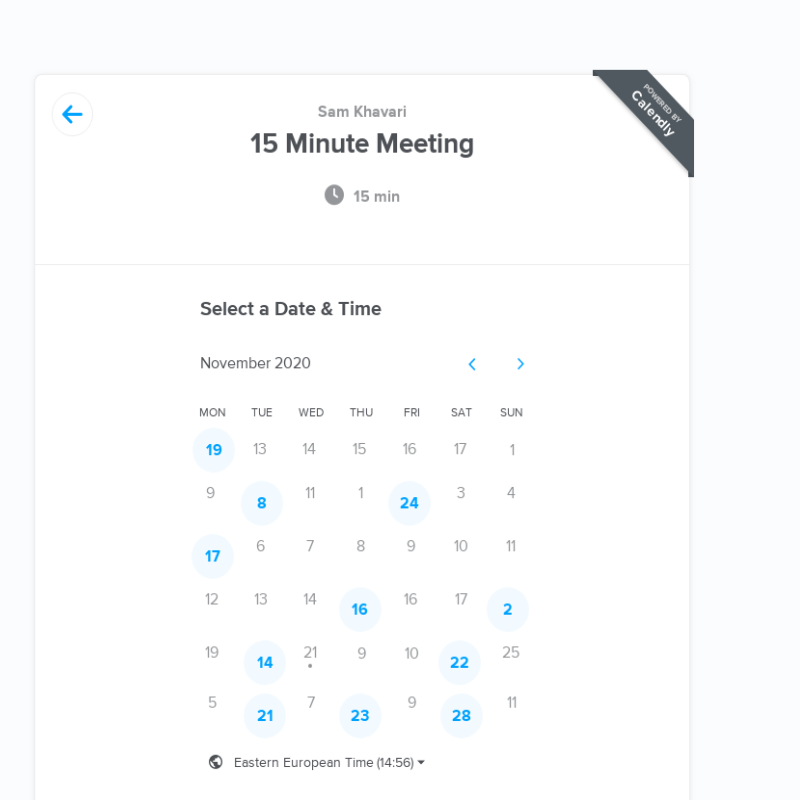 POWERED BY
Calendly
Sam Khavari
15 Minute Meeting
15 min
Select a Date & Time
November 2020
MON TUE WED THU FRI SAT SUN
19 13 14 15 16 17 1
9 8 11 1 24 3 4
17 6 7 8 9 10 11
12 13 14 16 16 17 2
19 14 21 9 10 22 25
5 21 7 23 9 28 11
Eastern European Time (14:56)